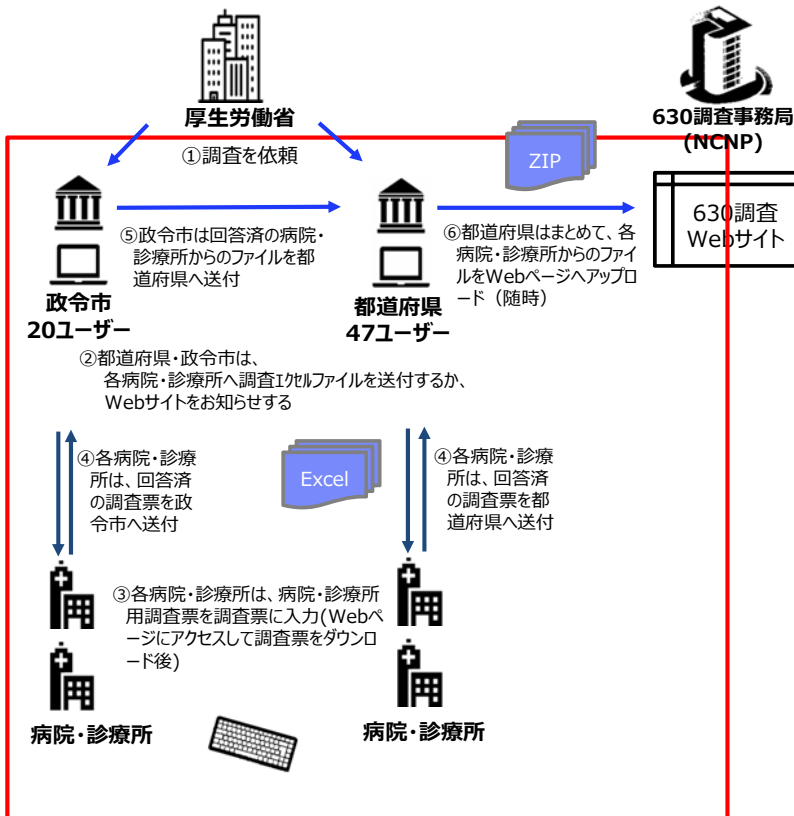 厚生労働省
630調査事務局
(NCNP)
①調査を依頼
ZIP
630調査
Webサイト
⑤政令市は回答済の病院・
診療所からのファイルを都
道府県へ送付
⑥都道府県はまとめて、各
病院・診療所からのファイ
ルをWebページへアップロ
ード（随時）
政令市
20ユーザー
都道府県
47ユーザー
②都道府県・政令市は、
各病院・診療所へ調査ｴｸｾﾙファイルを送付するか、
Webサイトをお知らせする
④各病院・診療
所は、回答済
の調査票を政
令市へ送付
Excel
④各病院・診療
所は、回答済
の調査票を都
道府県へ送付
③各病院・診療所は、病院・診療所
用調査票を調査票に入力(Webペ
ージにアクセスして調査票をダウンロ
ード後)
病院・診療所
病院・診療所